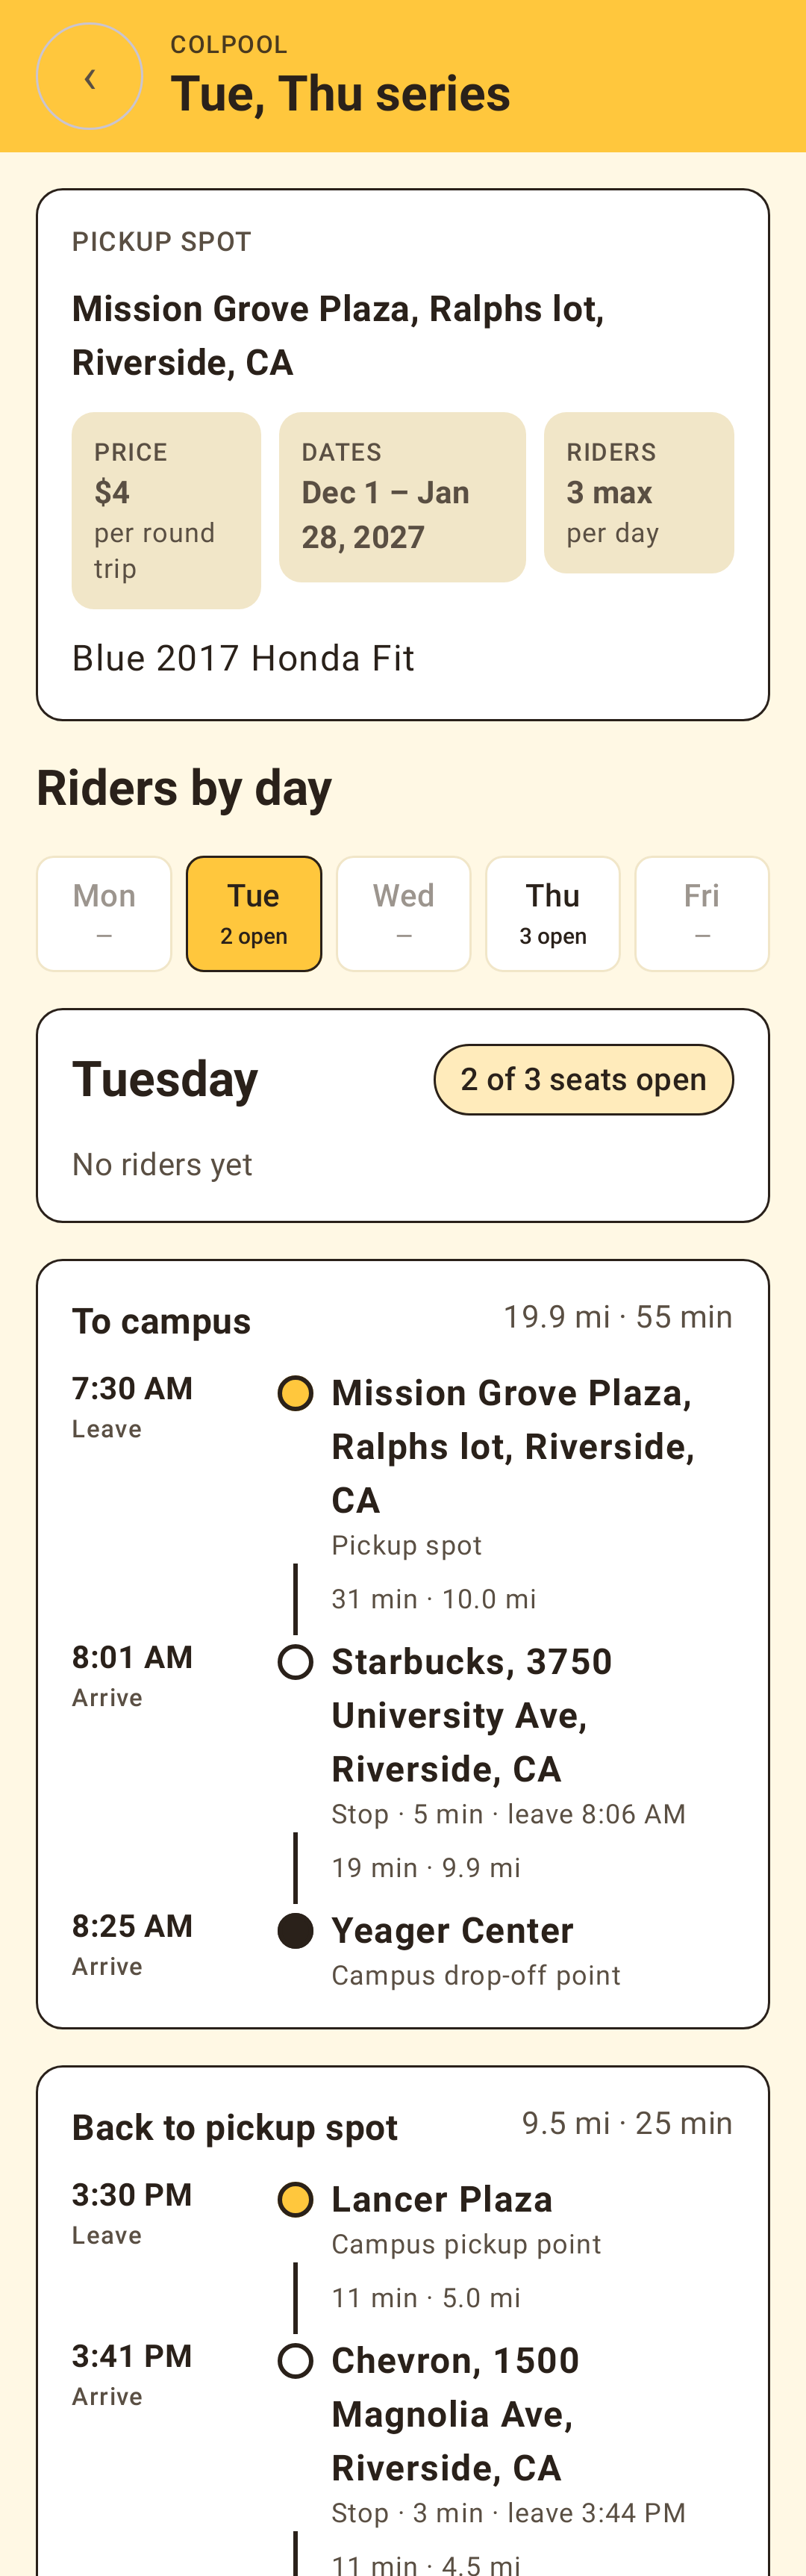 ‹
COLPOOL
Tue, Thu series
PICKUP SPOT
Mission Grove Plaza, Ralphs lot,
Riverside, CA
PRICE
$4
per round
trip
DATES
Dec 1 – Jan
28, 2027
RIDERS
3 max
per day
Blue 2017 Honda Fit
Riders by day
Mon
–
Tue
2 open
Wed
–
Thu
3 open
Fri
–
Tuesday
2 of 3 seats open
No riders yet
To campus
19.9 mi · 55 min
7:30 AM
Leave
Mission Grove Plaza,
Ralphs lot, Riverside,
CA
Pickup spot
31 min · 10.0 mi
8:01 AM
Arrive
Starbucks, 3750
University Ave,
Riverside, CA
Stop · 5 min · leave 8:06 AM
19 min · 9.9 mi
8:25 AM
Arrive
Yeager Center
Campus drop-off point
Back to pickup spot
9.5 mi · 25 min
3:30 PM
Leave
Lancer Plaza
Campus pickup point
11 min · 5.0 mi
3:41 PM
Arrive
Chevron, 1500
Magnolia Ave,
Riverside, CA
Stop · 3 min · leave 3:44 PM
11 min · 4.5 mi